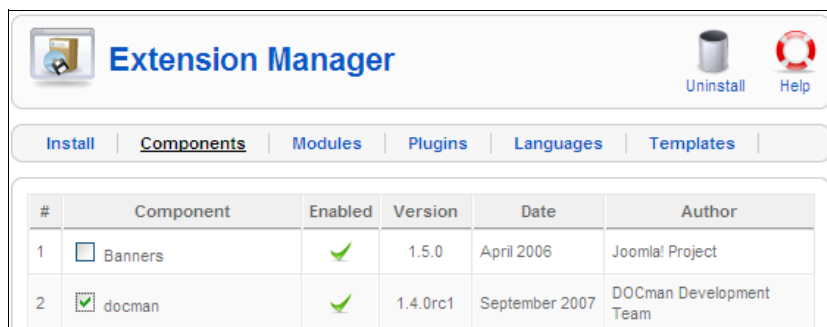 Extension Manager
Uninstall Help
Install Components Modules Plugins Languages Templates
# Component Enabled Version Date Author
1 Banners 1.5.0 April 2006 Joomla! Project
2 docman 1.4.0rc1 September 2007 DOCman Development
Team